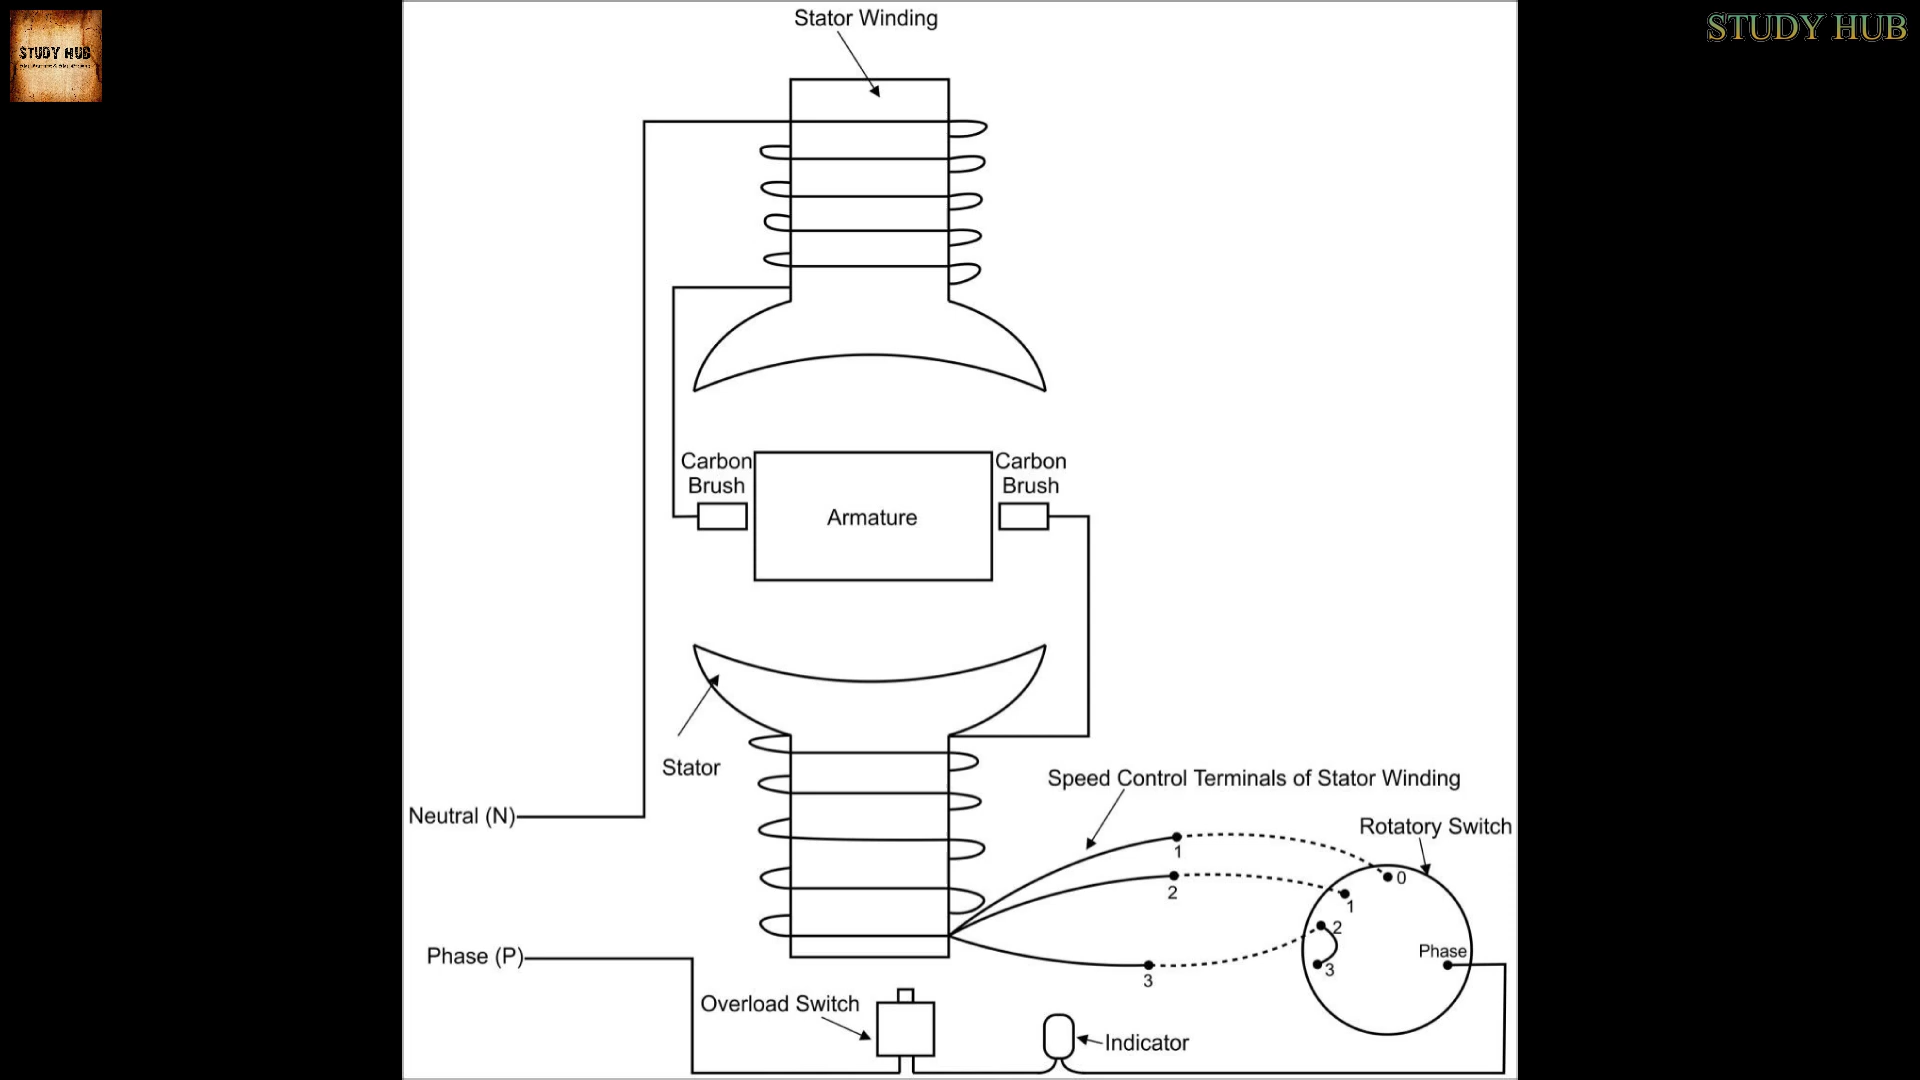 STUDY HUB
STUDY HUB
Stator Winding
Carbon
Brush
Armature
Carbon
Brush
Stator
Neutral (N)
Speed Control Terminals of Stator Winding
Rotatory Switch
1
2
3
0
1
2
3
Phase
Phase (P)
Overload Switch
Indicator